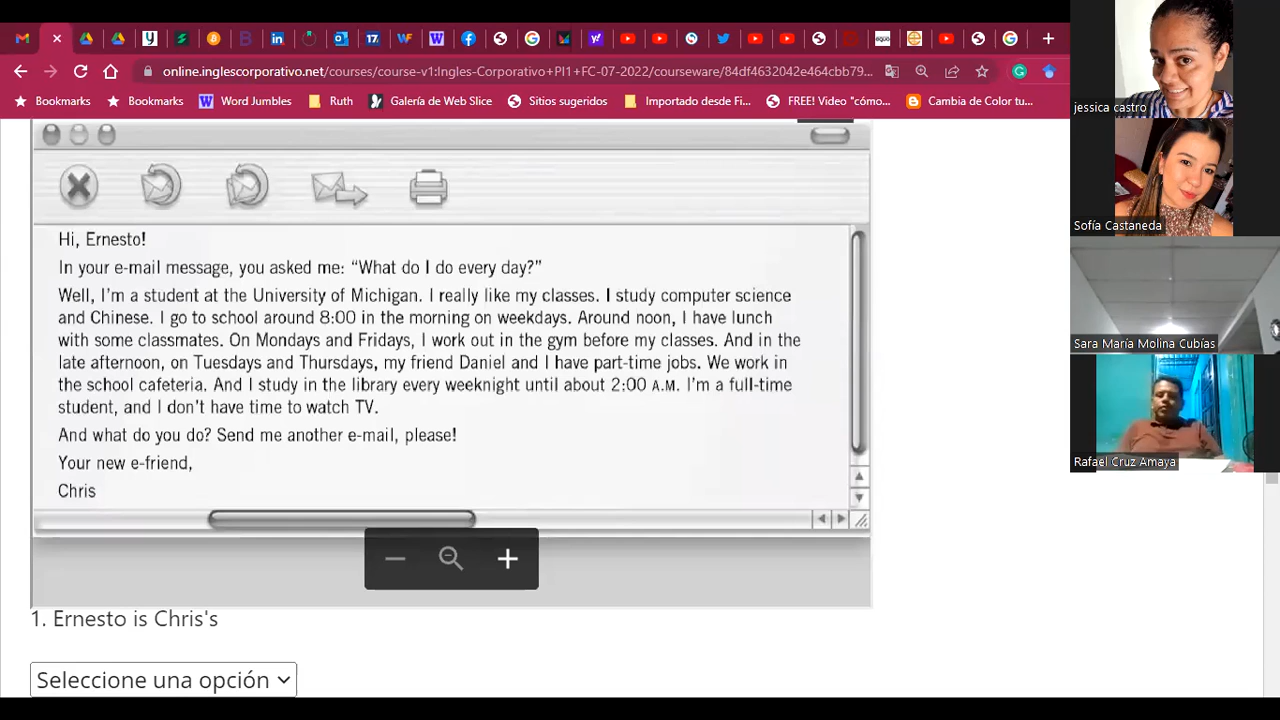 17
online.inglescorporativo.net/courses/course-v1:Ingles-Corporativo+PI1+FC-07-2022/courseware/84df4632042e464cbb79...
Bookmarks
Bookmarks
Word Jumbles
Ruth
Galería de Web Slice
Sitios sugeridos
Importado desde Fi...
FREE! Video "cómo...
Cambia de Color tu...
Hi, Ernesto!
In your e-mail message, you asked me: “What do I do every day?”
Well, I’m a student at the University of Michigan. I really like my classes. I study computer science
and Chinese. I go to school around 8:00 in the morning on weekdays. Around noon, I have lunch
with some classmates. On Mondays and Fridays, I work out in the gym before my classes. And in the
late afternoon, on Tuesdays and Thursdays, my friend Daniel and I have part-time jobs. We work in
the school cafeteria. And I study in the library every weeknight until about 2:00 A.M. I’m a full-time
student, and I don’t have time to watch TV.
And what do you do? Send me another e-mail, please!
Your new e-friend,
Chris
1. Ernesto is Chris's
Seleccione una opción
jessica castro
Sofía Castaneda
Sara María Molina Cubías
Rafael Cruz Amaya